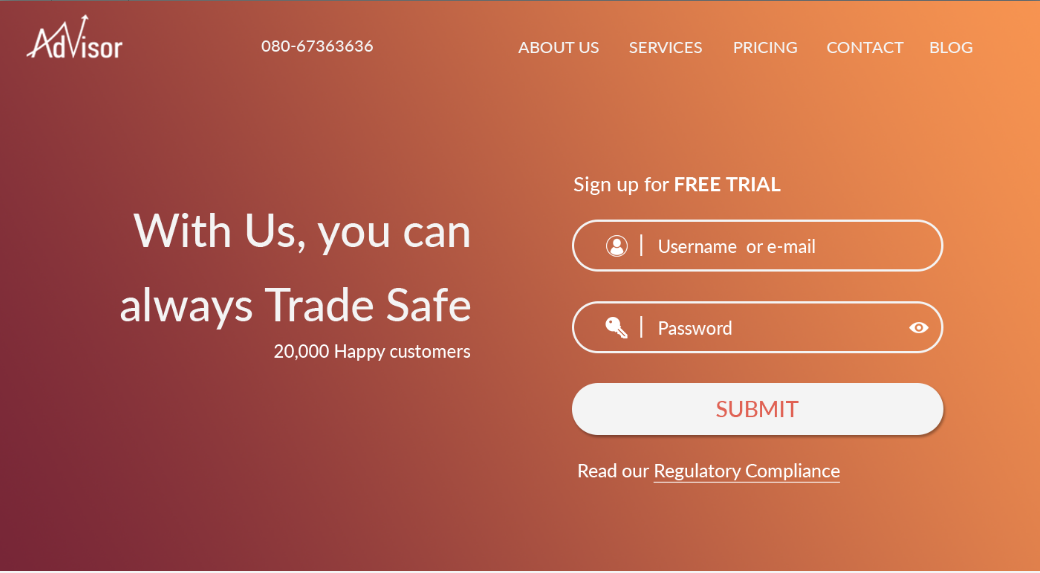 AdVisor
080-67363636
ABOUT US SERVICES PRICING CONTACT BLOG
Sign up for FREE TRIAL
With Us, you can
always Trade Safe
20,000 Happy customers
Username or e-mail
Password
SUBMIT
Read our Regulatory Compliance